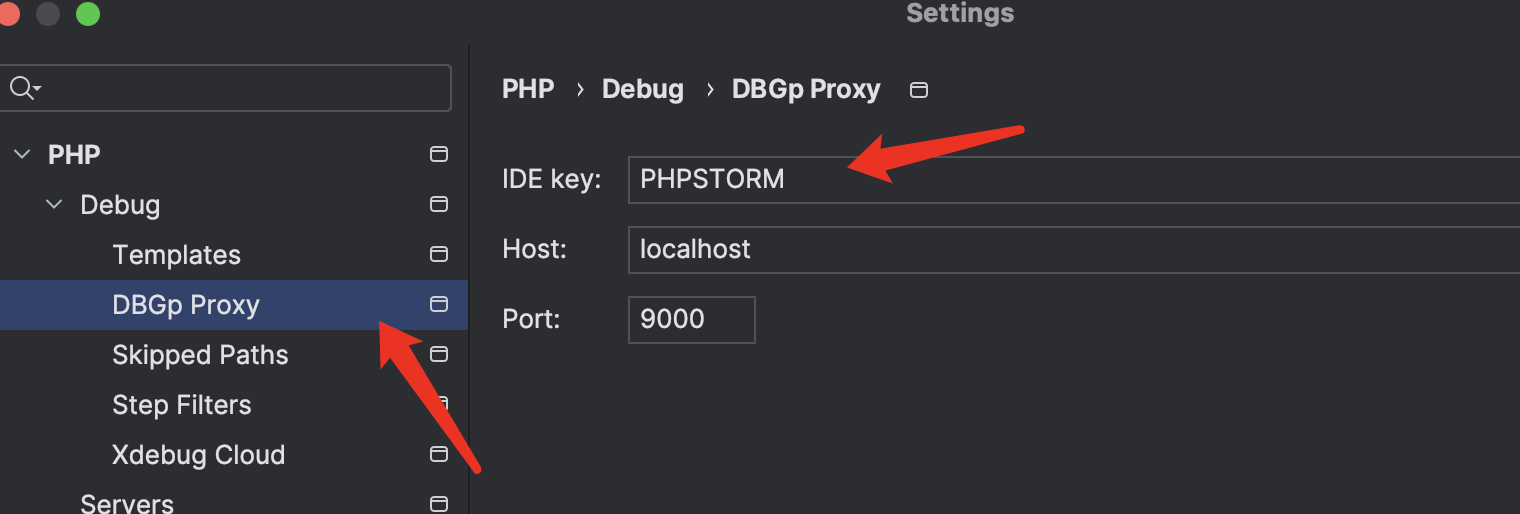 Settings
PHP › Debug › DBGp Proxy
PHP
Debug
Templates
DBGp Proxy
Skipped Paths
Step Filters
Xdebug Cloud
Servers
IDE key: PHPSTORM
Host: localhost
Port: 9000